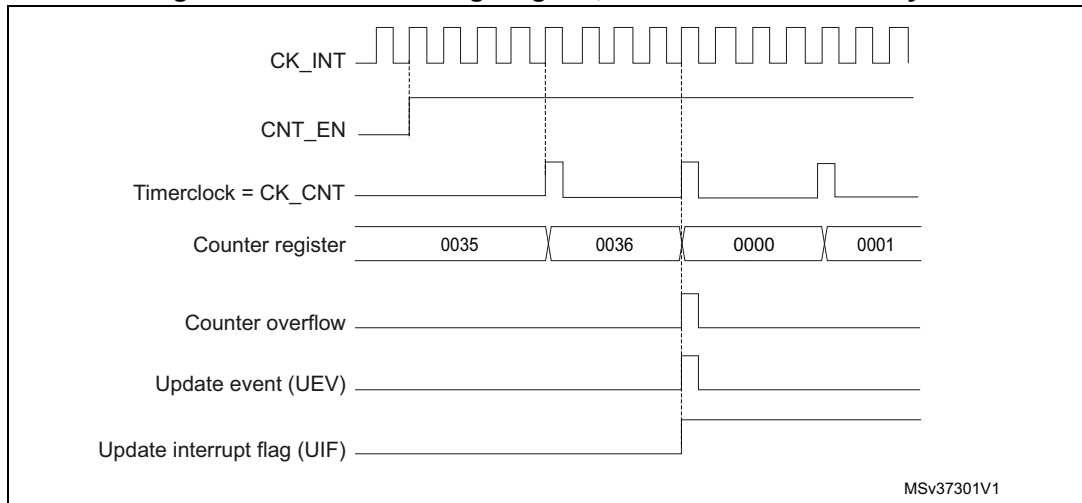 CK_INT
CNT_EN
Timerclock = CK_CNT
Counter register
0035
0036
0000
0001
Counter overflow
Update event (UEV)
Update interrupt flag (UIF)
MSv37301V1